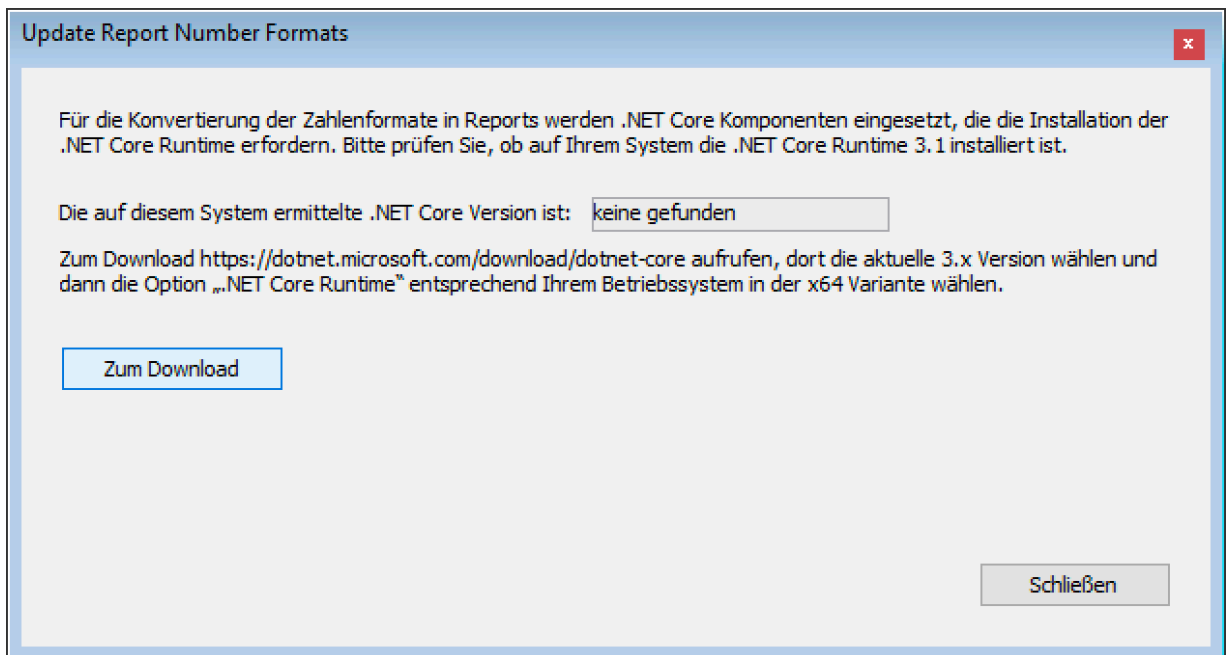 Update Report Number Formats
x
Für die Konvertierung der Zahlenformate in Reports werden .NET Core Komponenten eingesetzt, die die Installation der
.NET Core Runtime erfordern. Bitte prüfen Sie, ob auf Ihrem System die .NET Core Runtime 3.1 installiert ist.
Die auf diesem System ermittelte .NET Core Version ist: keine gefunden
Zum Download https://dotnet.microsoft.com/download/dotnet-core aufrufen, dort die aktuelle 3.x Version wählen und
dann die Option „.NET Core Runtime“ entsprechend Ihrem Betriebssystem in der x64 Variante wählen.
Zum Download
Schließen